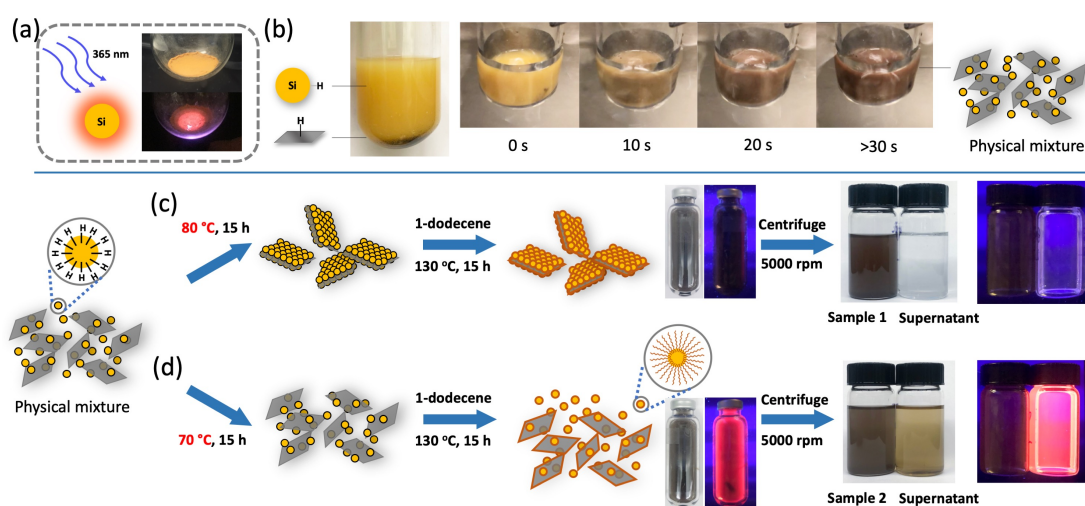 (a)
365 nm
Si
(b)
Si
H
H
0 s
10 s
20 s
>30 s
Physical mixture
H H H H H H H H H H H H
Physical mixture
(c)
80 °C, 15 h
1-dodecene
130 °C, 15 h
Centrifuge
5000 rpm
Sample 1
Supernatant
(d)
70 °C, 15 h
1-dodecene
130 °C, 15 h
Centrifuge
5000 rpm
Sample 2
Supernatant